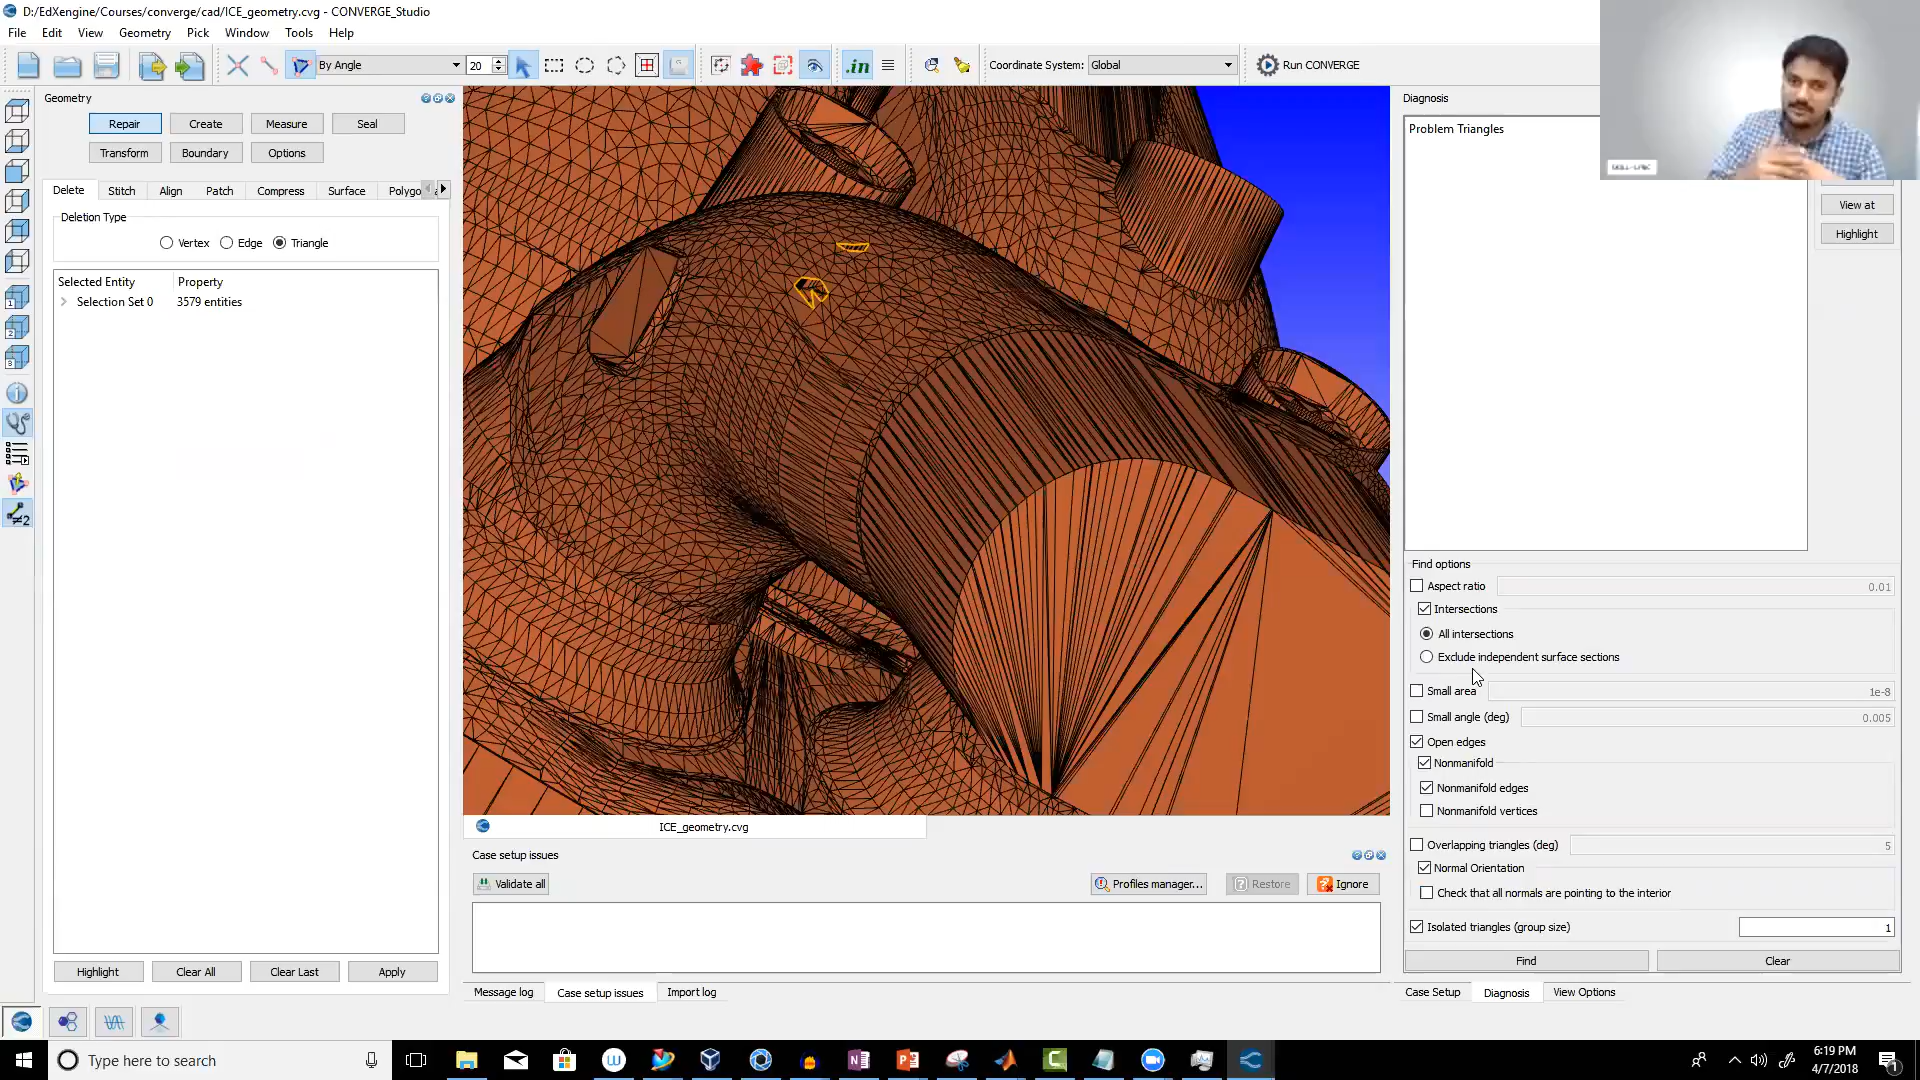 D:/EdXengine/Courses/converge/cad/ICE_geometry.cvg - CONVERGE_Studio
File Edit View Geometry Pick Window Tools Help
By Angle 20 .in Coordinate System: Global Run CONVERGE
Geometry
Repair Create Measure Seal
Transform Boundary Options
Delete Stitch Align Patch Compress Surface Polygo
Deletion Type
Vertex Edge Triangle
Selected Entity Property
Selection Set 0 3579 entities
Highlight Clear All Clear Last Apply
ICE_geometry.cvg
Case setup issues
Validate all Profiles manager... Restore Ignore
Message log Case setup issues Import log
Diagnosis
Problem Triangles
View at
Highlight
Find options
Aspect ratio 0.01
Intersections
All intersections
Exclude independent surface sections
Small area 1e-8
Small angle (deg) 0.005
Open edges
Nonmanifold
Nonmanifold edges
Nonmanifold vertices
Overlapping triangles (deg) 5
Normal Orientation
Check that all normals are pointing to the interior
Isolated triangles (group size) 1
Find Clear
Case Setup Diagnosis View Options
SKILL-LYNC
Type here to search
6:19 PM
4/7/2018